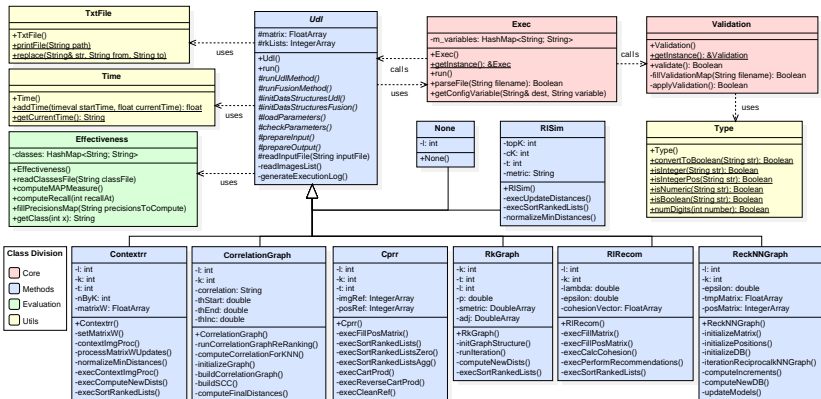 TxtFile
+TxtFile()
+printFile(String path)
+replace(String& str, String from, String to)
Time
+Time()
+addTime(timeval startTime, float currentTime): float
+getCurrentTime(): String
Effectiveness
-classes: HashMap<String; String>
+Effectiveness()
+readClassesFile(String classFile)
+computeMAPMeasure()
+computeRecall(int recallAt)
+fillPrecisionsMap(String precisionsToCompute)
+getClass(int x): String
uses
uses
uses
Udl
#matrix: FloatArray
#rkLists: IntegerArray
+Udl()
+run()
#runUdlMethod()
#runFusionMethod()
#initDataStructuresUdl()
#initDataStructuresFusion()
#loadParameters()
#checkParameters()
#prepareInput()
#prepareOutput()
#readInputFile(String inputFile)
-readImagesList()
-generateExecutionLog()
calls
uses
Exec
-m_variables: HashMap<String; String>
+Exec()
+getInstance(): &Exec
+run()
+parseFile(String filename): Boolean
+getConfigVariable(String& dest, String variable)
calls
Validation
+Validation()
+getInstance(): &Validation
+validate(): Boolean
-fillValidationMap(String filename): Boolean
-applyValidation(): Boolean
uses
Type
+Type()
+convertToBoolean(String str): Boolean
+isInteger(String str): Boolean
+isIntegerPos(String str): Boolean
+isNumeric(String str): Boolean
+isBoolean(String str): Boolean
+numDigits(int number): Boolean
None
-l: int
+None()
RlSim
-topK: int
-cK: int
-t: int
-metric: String
+RlSim()
-execUpdateDistances()
-execSortRankedLists()
-normalizeMinDistances()
Class Division
Core
Methods
Evaluation
Utils
Contextrr
-l: int
-k: int
-t: int
-nByK: int
-matrixW: FloatArray
+Contextrr()
-setMatrixW()
-contextImgProc()
-processMatrixWUpdates()
-normalizeMinDistances()
-execContextImgProc()
-execComputeNewDists()
-execSortRankedLists()
CorrelationGraph
-l: int
-k: int
-correlation: String
-thStart: double
-thEnd: double
-thInc: double
+CorrelationGraph()
-runCorrelationGraphReRanking()
-computeCorrelationForKNN()
-initializeGraph()
-buildCorrelationGraph()
-buildSCC()
-computeFinalDistances()
Cprr
-l: int
-k: int
-t: int
-imgRef: IntegerArray
-posRef: IntegerArray
+Cprr()
-execFillPosMatrix()
-execSortRankedLists()
-execSortRankedListsZero()
-execSortRankedListsAgg()
-execCartProd()
-execReverseCartProd()
-execCleanRef()
RkGraph
-k: int
-t: int
-l: int
-p: double
-smetric: DoubleArray
-adj: DoubleArray
+RkGraph()
-initGraphStructure()
-runIteration()
-computeNewDists()
-execSortRankedLists()
RlRecom
-l: int
-k: int
-lambda: double
-epsilon: double
-cohesionVector: FloatArray
+RlRecom()
-execFillMatrix()
-execFillPosMatrix()
-execCalcCohesion()
-execPerformRecommendations()
-execSortRankedLists()
ReckNNGraph
-l: int
-k: int
-epsilon: double
-tmpMatrix: FloatArray
-posMatrix: IntegerArray
+ReckNNGraph()
-initializeMatrix()
-initializePositions()
-initializeDB()
-iterationReciprocalkNNGraph()
-computeIncrements()
-computeNewDB()
-updateModels()